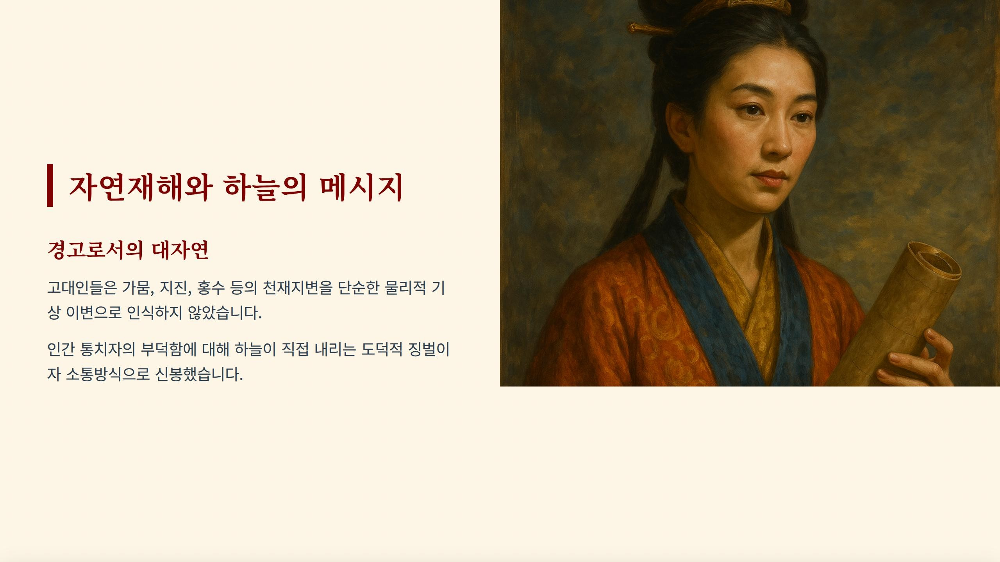 자연재해와 하늘의 메시지
경고로서의 대자연
고대인들은 가뭄, 지진, 홍수 등의 천재지변을 단순한 물리적 기
상 이변으로 인식하지 않았습니다.
인간 통치자의 부덕함에 대해 하늘이 직접 내리는 도덕적 징벌이
자 소통방식으로 신봉했습니다.